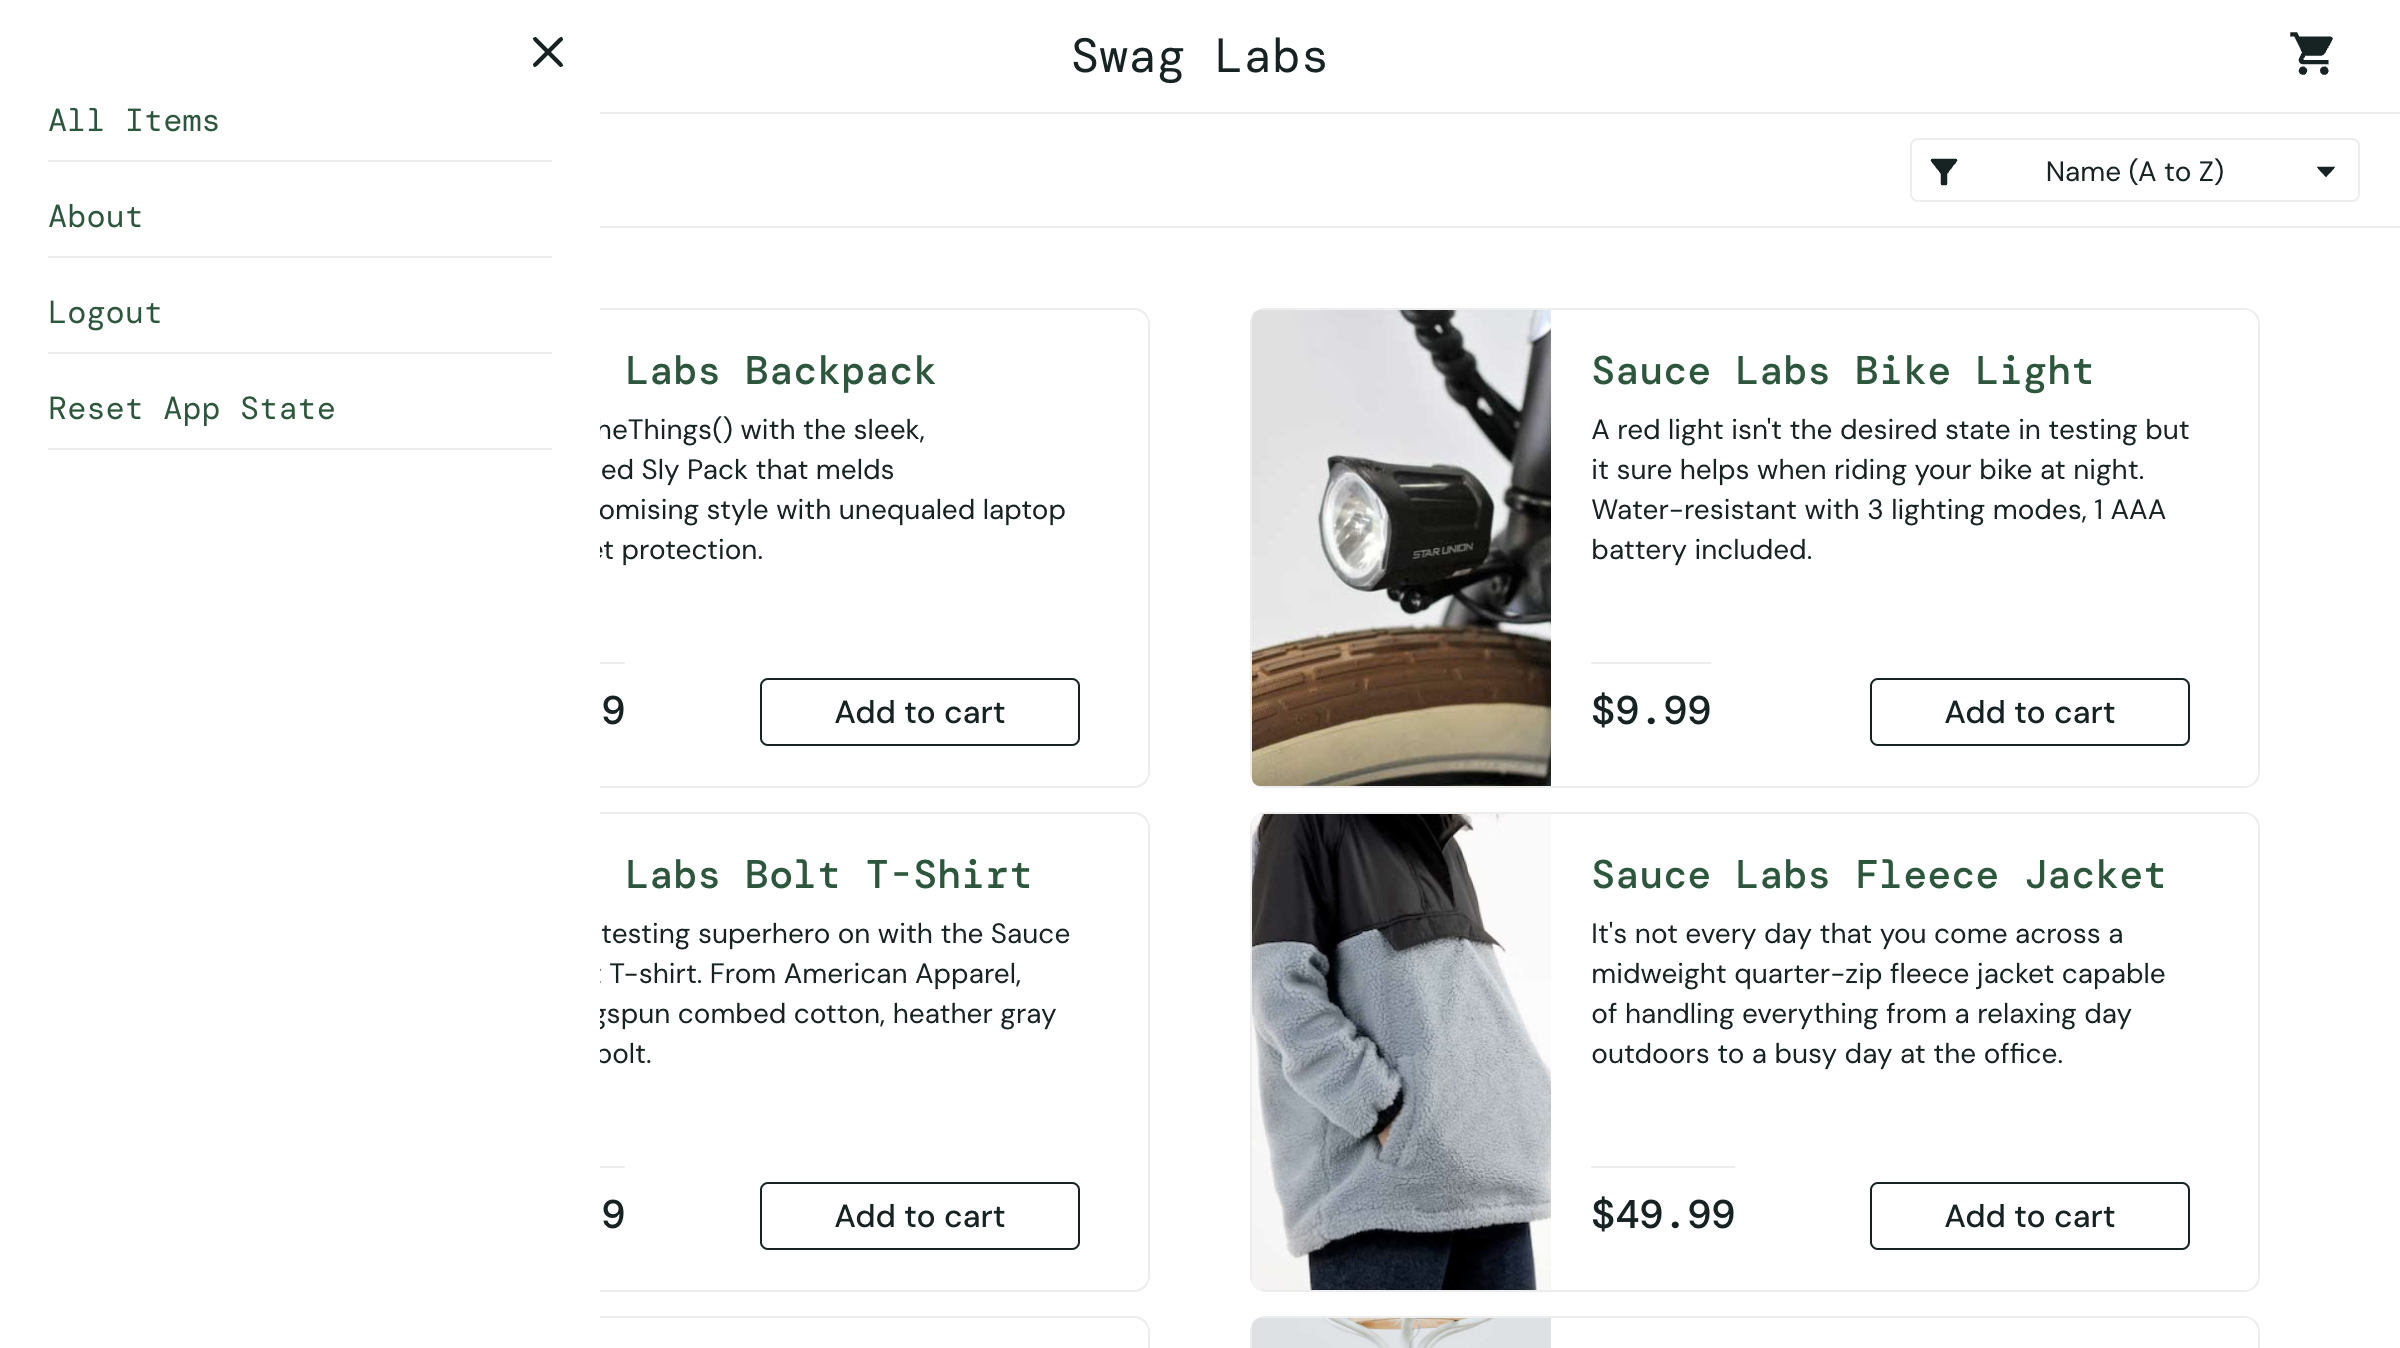 Swag Labs
All Items
About
Logout
Reset App State
Name (A to Z)
Labs Backpack
with the sleek,
Sly Pack that melds
style with unequaled laptop
protection.
9
Add to cart
Sauce Labs Bike Light
A red light isn't the desired state in testing but
it sure helps when riding your bike at night.
Water-resistant with 3 lighting modes, 1 AAA
battery included.
STAR UNION
$9.99
Add to cart
Labs Bolt T-Shirt
testing superhero on with the Sauce
T-shirt. From American Apparel,
combed cotton, heather gray
bolt.
9
Add to cart
Sauce Labs Fleece Jacket
It's not every day that you come across a
midweight quarter-zip fleece jacket capable
of handling everything from a relaxing day
outdoors to a busy day at the office.
$49.99
Add to cart